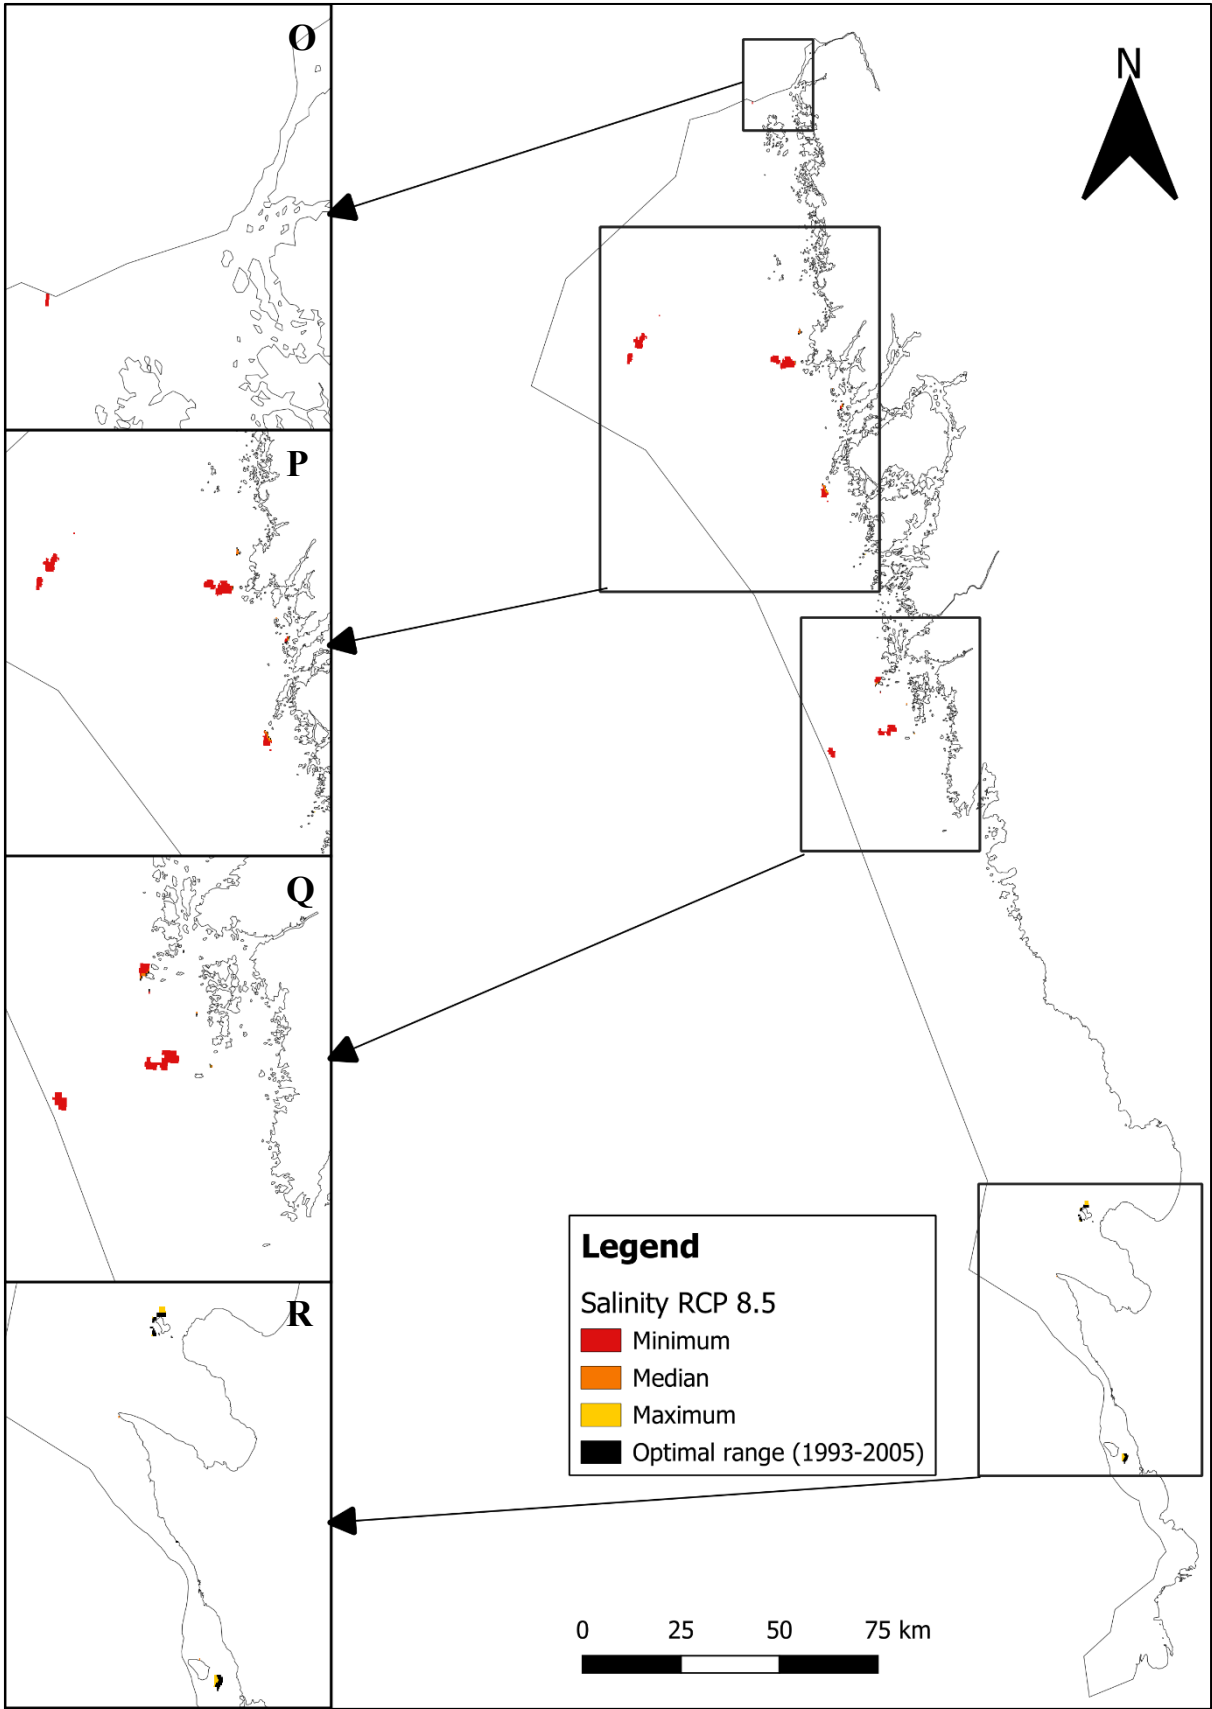 O
N
P
Q
R
Legend
Salinity RCP 8.5
Minimum
Median
Maximum
Optimal range (1993-2005)
0 25 50 75 km